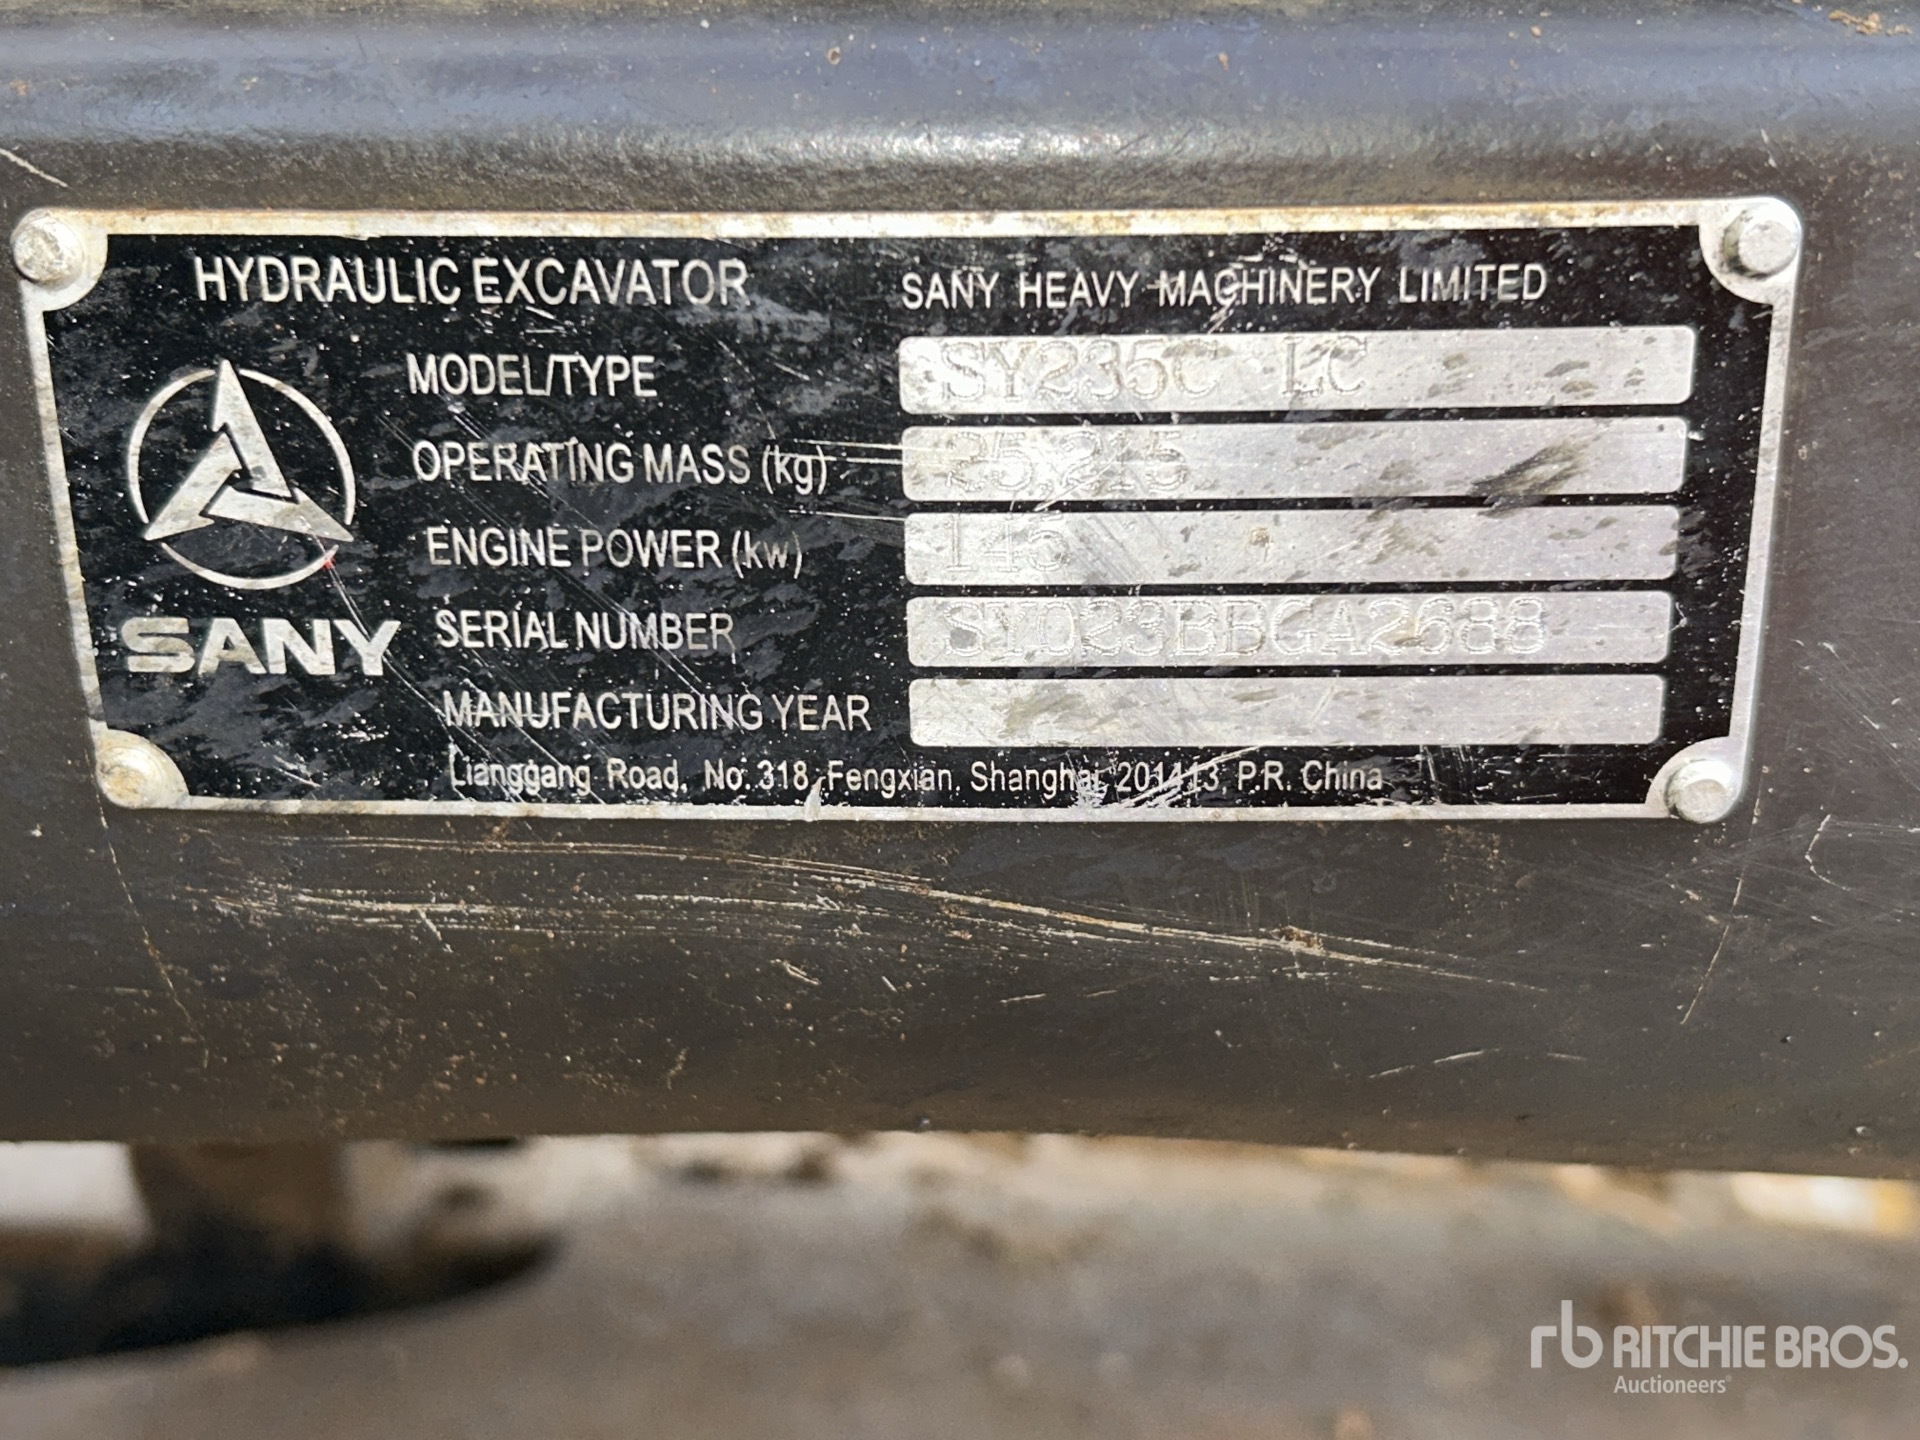 HYDRAULIC EXCAVATOR SANY HEAVY MACHINERY LIMITED
MODEL/TYPE SY235C LC
OPERATING MASS (kg) 25,215
ENGINE POWER (kw) 145
SANY SERIAL NUMBER SY023BBGA2688
MANUFACTURING YEAR
Lianggang Road, No. 318, Fengxian, Shanghai, 201413, P.R. China
rb RITCHIE BROS.
Auctioneers